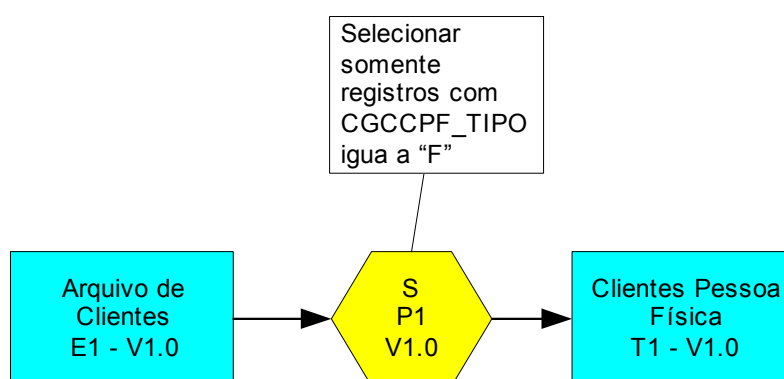 Selecionar
somente
registros com
CGCCPF_TIPO
igua a “F”
Arquivo de
Clientes
E1 - V1.0
S
P1
V1.0
Clientes Pessoa
Física
T1 - V1.0